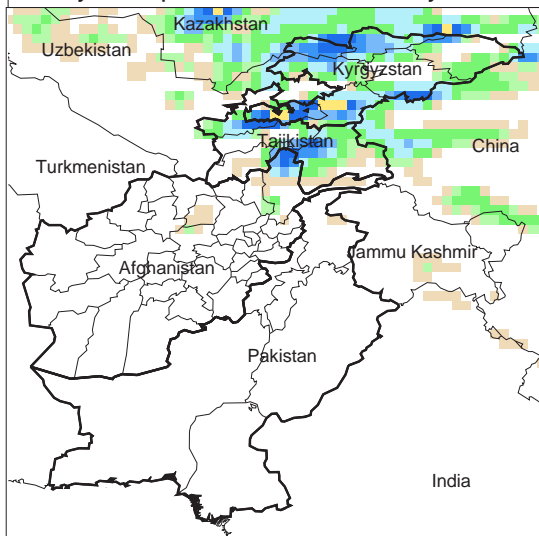 Kazakhstan
Uzbekistan
Kyrgyzstan
Tajikistan
China
Turkmenistan
Jammu Kashmir
Afghanistan
Pakistan
India